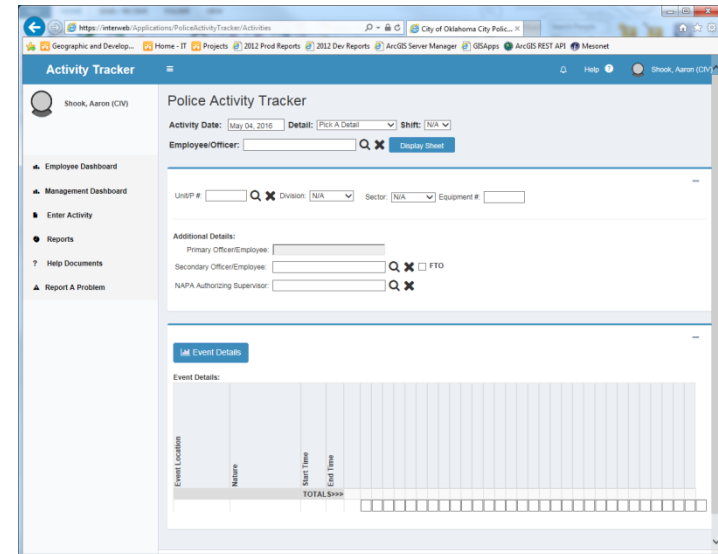 https://interweb/Applications/PoliceActivityTracker/Activities
City of Oklahoma City Polic...
Geographic and Develop... Home - IT Projects 2012 Prod Reports 2012 Dev Reports ArcGIS Server Manager GISApps ArcGIS REST API Mesonet
Activity Tracker Help ? Shook, Aaron (CIV)
Shook, Aaron (CIV)
Employee Dashboard
Management Dashboard
Enter Activity
Reports
? Help Documents
Report A Problem
Police Activity Tracker
Activity Date: May 04, 2016 Detail: Pick A Detail Shift: N/A
Employee/Officer: Display Sheet
Unit/P #: Division: N/A Sector: N/A Equipment #:
Additional Details:
Primary Officer/Employee:
Secondary Officer/Employee: FTO
NAPA Authorizing Supervisor:
Event Details
Event Details:
Event Location
Nature
Start Time
End Time
TOTALS>>>